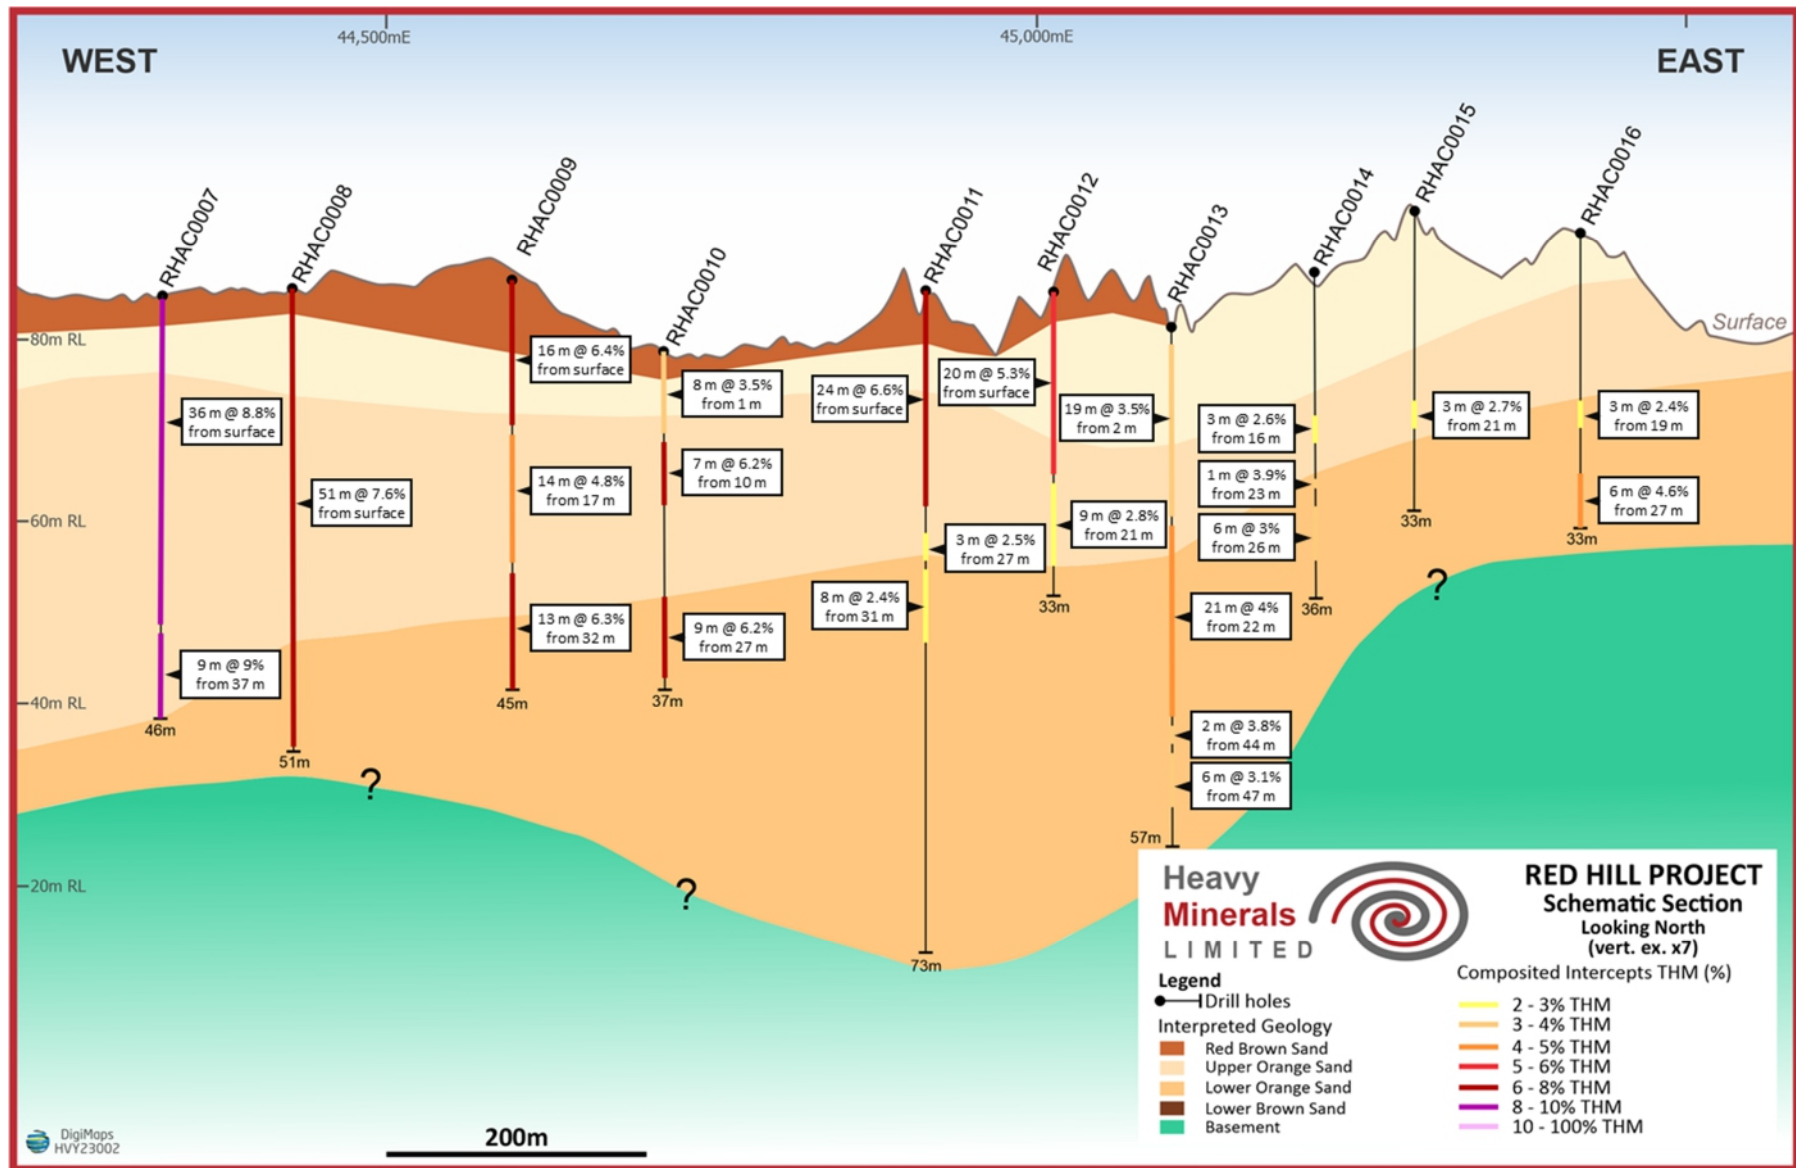 44,500mE
45,000mE
WEST
EAST
RHAC0007
RHAC0008
RHAC0009
RHAC0010
RHAC0011
RHAC0012
RHAC0013
RHAC0014
RHAC0015
RHAC0016
Surface
80m RL
60m RL
40m RL
20m RL
36 m @ 8.8%
from surface
9 m @ 9%
from 37 m
46m
51 m @ 7.6%
from surface
51m
16 m @ 6.4%
from surface
14 m @ 4.8%
from 17 m
13 m @ 6.3%
from 32 m
45m
8 m @ 3.5%
from 1 m
7 m @ 6.2%
from 10 m
9 m @ 6.2%
from 27 m
37m
24 m @ 6.6%
from surface
3 m @ 2.5%
from 27 m
8 m @ 2.4%
from 31 m
73m
20 m @ 5.3%
from surface
9 m @ 2.8%
from 21 m
33m
19 m @ 3.5%
from 2 m
21 m @ 4%
from 22 m
2 m @ 3.8%
from 44 m
6 m @ 3.1%
from 47 m
57m
3 m @ 2.6%
from 16 m
1 m @ 3.9%
from 23 m
6 m @ 3%
from 26 m
36m
3 m @ 2.7%
from 21 m
33m
3 m @ 2.4%
from 19 m
6 m @ 4.6%
from 27 m
33m
?
?
?
Heavy
Minerals
LIMITED
RED HILL PROJECT
Schematic Section
Looking North
(vert. ex. x7)
Legend
Drill holes
Interpreted Geology
Red Brown Sand
Upper Orange Sand
Lower Orange Sand
Lower Brown Sand
Basement
Composited Intercepts THM (%)
2 - 3% THM
3 - 4% THM
4 - 5% THM
5 - 6% THM
6 - 8% THM
8 - 10% THM
10 - 100% THM
200m
DigiMaps
HVY23002